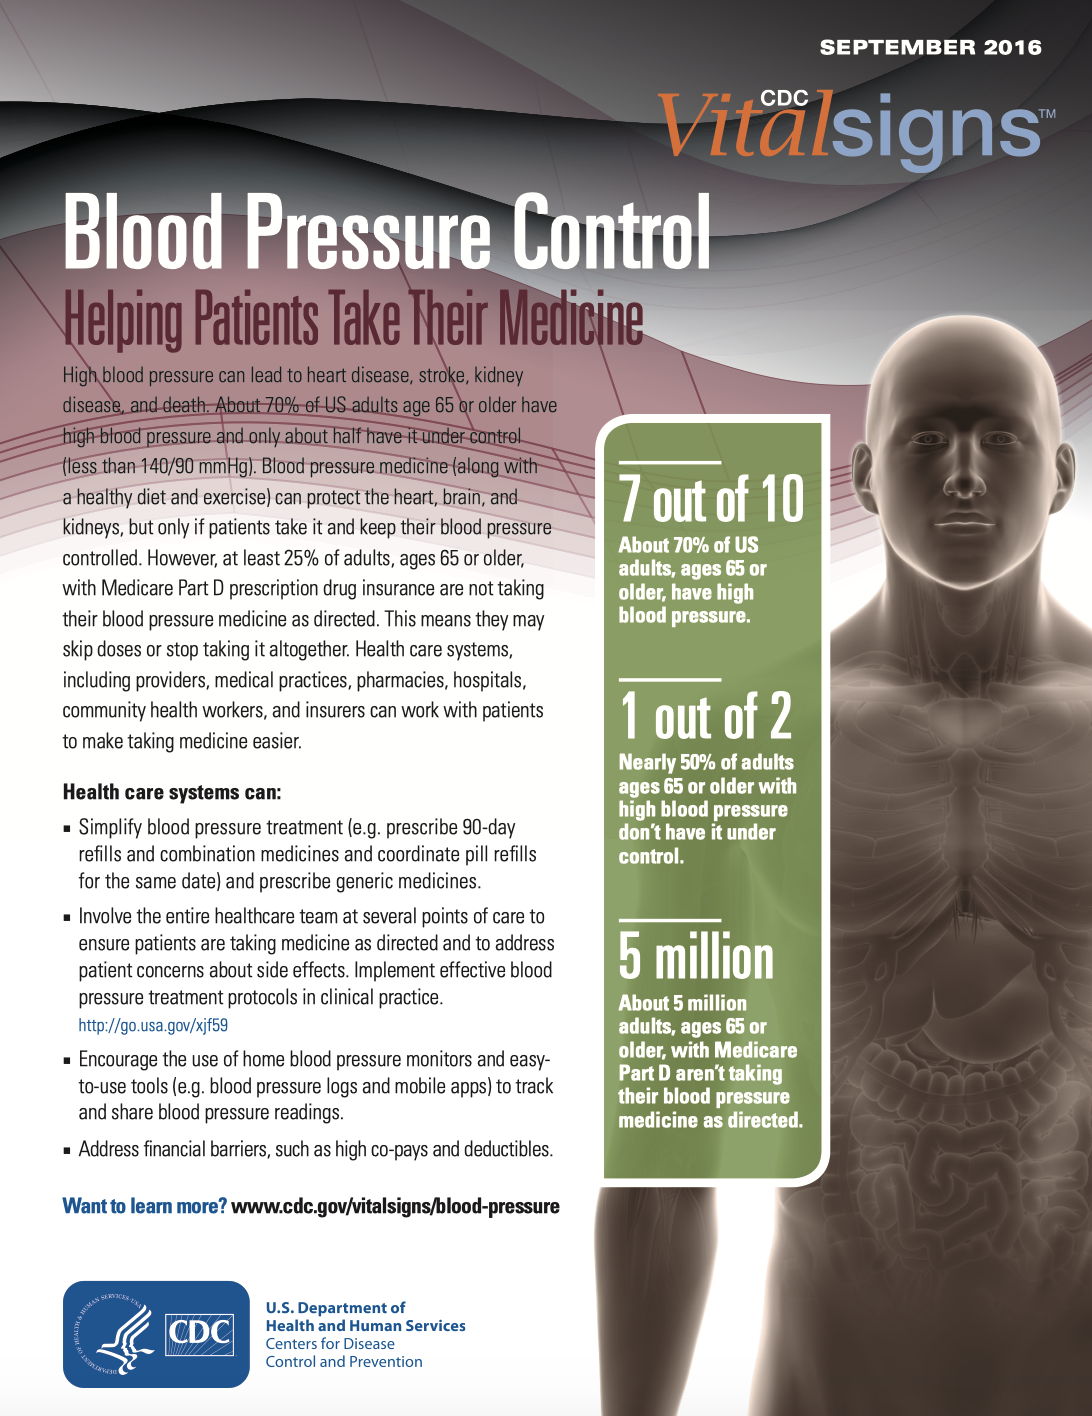 SEPTEMBER 2016
CDC
Vitalsigns™
Blood Pressure Control
Helping Patients Take Their Medicine
High blood pressure can lead to heart disease, stroke, kidney
disease, and death. About 70% of US adults age 65 or older have
high blood pressure and only about half have it under control
(less than 140/90 mmHg). Blood pressure medicine (along with
a healthy diet and exercise) can protect the heart, brain, and
kidneys, but only if patients take it and keep their blood pressure
controlled. However, at least 25% of adults, ages 65 or older,
with Medicare Part D prescription drug insurance are not taking
their blood pressure medicine as directed. This means they may
skip doses or stop taking it altogether. Health care systems,
including providers, medical practices, pharmacies, hospitals,
community health workers, and insurers can work with patients
to make taking medicine easier.
Health care systems can:
■ Simplify blood pressure treatment (e.g. prescribe 90-day
refills and combination medicines and coordinate pill refills
for the same date) and prescribe generic medicines.
■ Involve the entire healthcare team at several points of care to
ensure patients are taking medicine as directed and to address
patient concerns about side effects. Implement effective blood
pressure treatment protocols in clinical practice.
http://go.usa.gov/xjf59
■ Encourage the use of home blood pressure monitors and easy-
to-use tools (e.g. blood pressure logs and mobile apps) to track
and share blood pressure readings.
■ Address financial barriers, such as high co-pays and deductibles.
Want to learn more? www.cdc.gov/vitalsigns/blood-pressure
7 out of 10
About 70% of US
adults, ages 65 or
older, have high
blood pressure.
1 out of 2
Nearly 50% of adults
ages 65 or older with
high blood pressure
don't have it under
control.
5 million
About 5 million
adults, ages 65 or
older, with Medicare
Part D aren't taking
their blood pressure
medicine as directed.
DEPARTMENT OF HEALTH & HUMAN SERVICES • USA
CDC
U.S. Department of
Health and Human Services
Centers for Disease
Control and Prevention